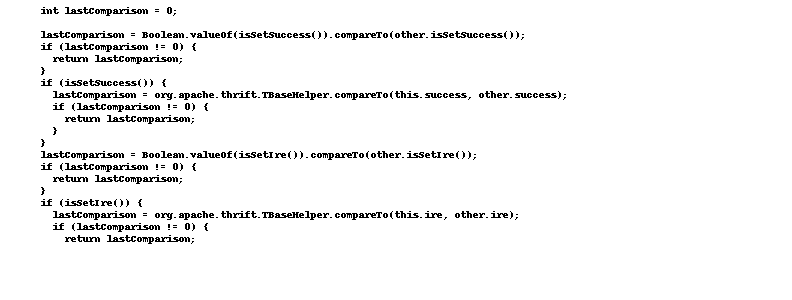 int lastComparison = 0;

lastComparison = Boolean.valueOf(isSetSuccess()).compareTo(other.isSetSuccess());
if (lastComparison != 0) {
  return lastComparison;
}
if (isSetSuccess()) {
  lastComparison = org.apache.thrift.TBaseHelper.compareTo(this.success, other.success);
  if (lastComparison != 0) {
    return lastComparison;
  }
}
lastComparison = Boolean.valueOf(isSetIre()).compareTo(other.isSetIre());
if (lastComparison != 0) {
  return lastComparison;
}
if (isSetIre()) {
  lastComparison = org.apache.thrift.TBaseHelper.compareTo(this.ire, other.ire);
  if (lastComparison != 0) {
    return lastComparison;